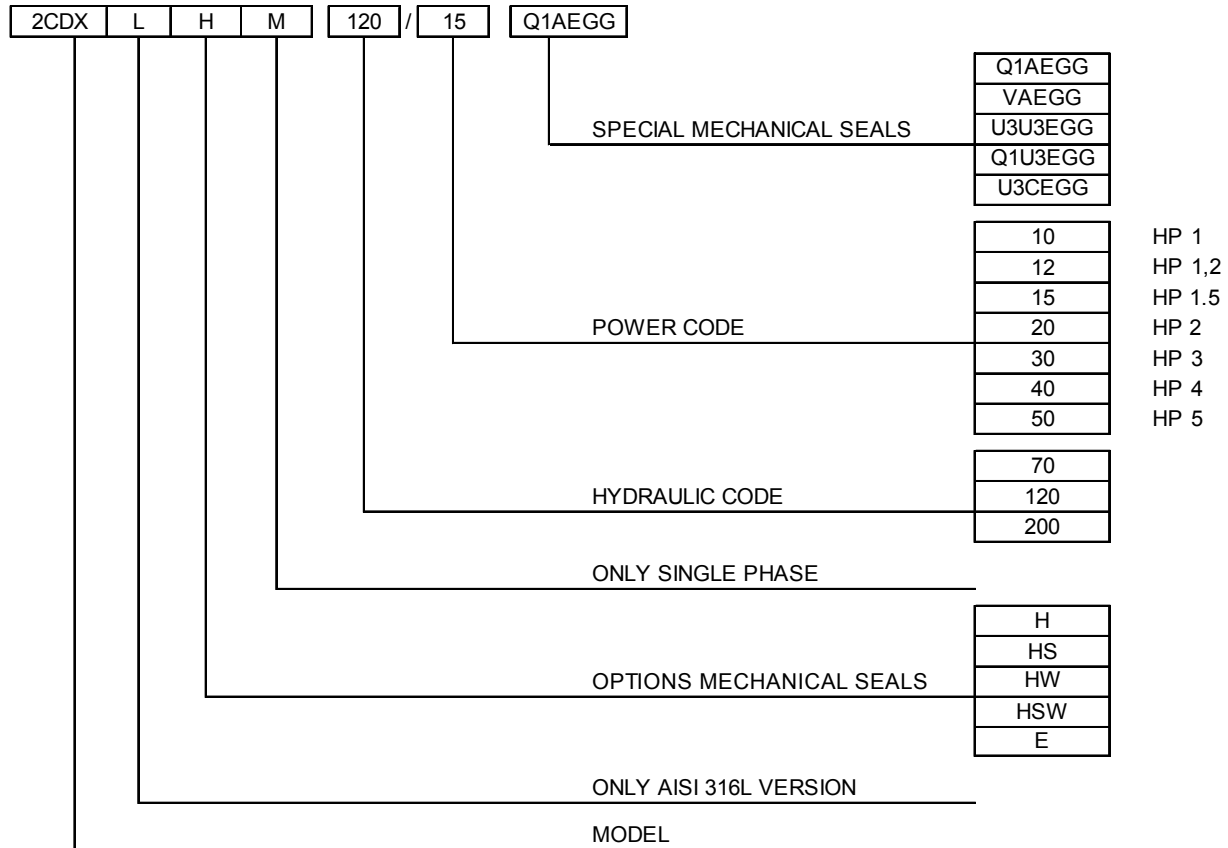 2CDX L H M 120 / 15 Q1AEGG
Q1AEGG
VAEGG
SPECIAL MECHANICAL SEALS U3U3EGG
Q1U3EGG
U3CEGG
10 HP 1
12 HP 1,2
15 HP 1.5
POWER CODE 20 HP 2
30 HP 3
40 HP 4
50 HP 5
70
HYDRAULIC CODE 120
200
ONLY SINGLE PHASE
H
HS
OPTIONS MECHANICAL SEALS HW
HSW
E
ONLY AISI 316L VERSION
MODEL